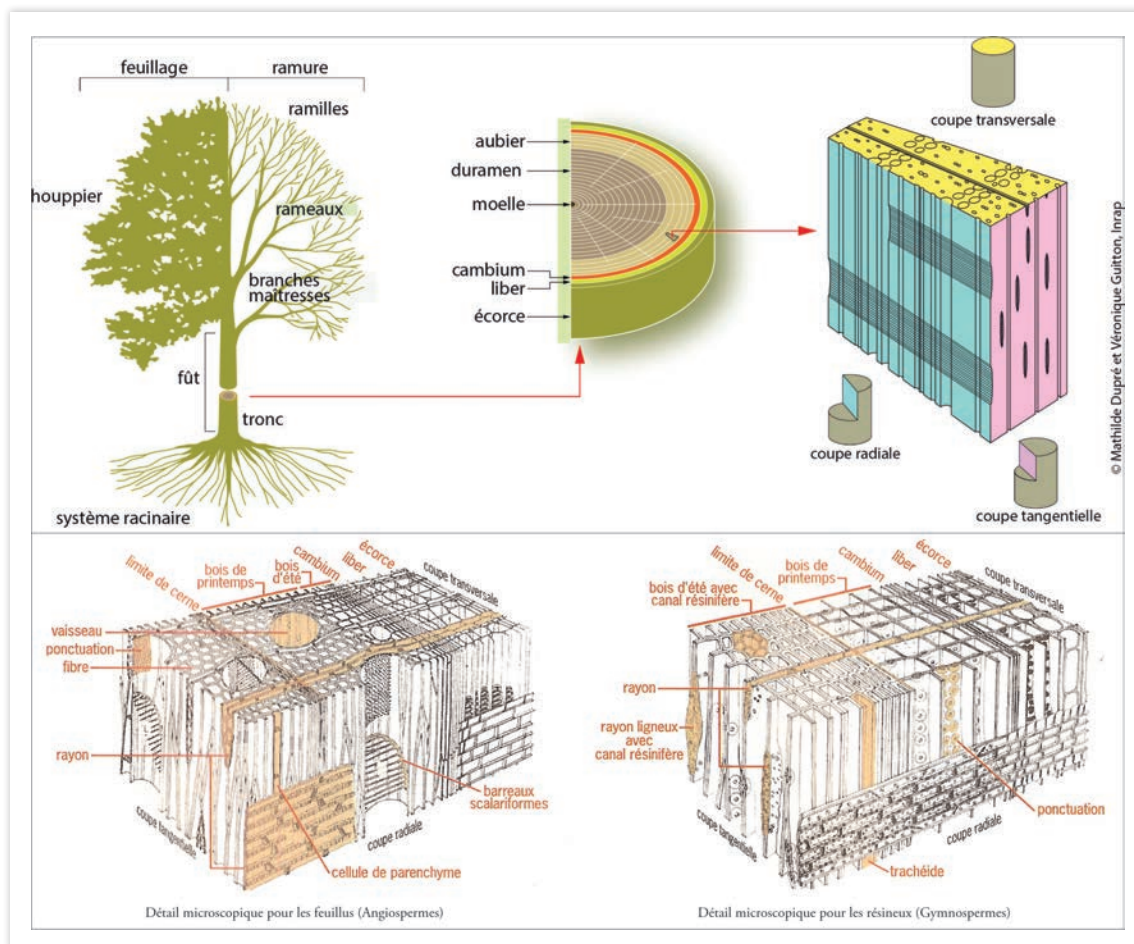 feuillage
ramure
ramilles
houppier
rameaux
branches
maîtresses
fût
tronc
système racinaire
aubier
duramen
moelle
cambium
liber
écorce
coupe transversale
coupe radiale
coupe tangentielle
© Mathilde Dupré et Véronique Guitton, Inrap
limite de cerne
bois de
printemps
bois
d'été
cambium
liber
écorce
coupe transversale
vaisseau
ponctuation
fibre
rayon
coupe tangentielle
coupe radiale
barreaux
scalariformes
cellule de parenchyme
Détail microscopique pour les feuillus (Angiospermes)
bois d'été avec
canal résinifère
limite de cerne
bois de
printemps
cambium
liber
écorce
coupe transversale
rayon
rayon ligneux
avec
canal résinifère
coupe tangentielle
coupe radiale
ponctuation
trachéide
Détail microscopique pour les résineux (Gymnospermes)